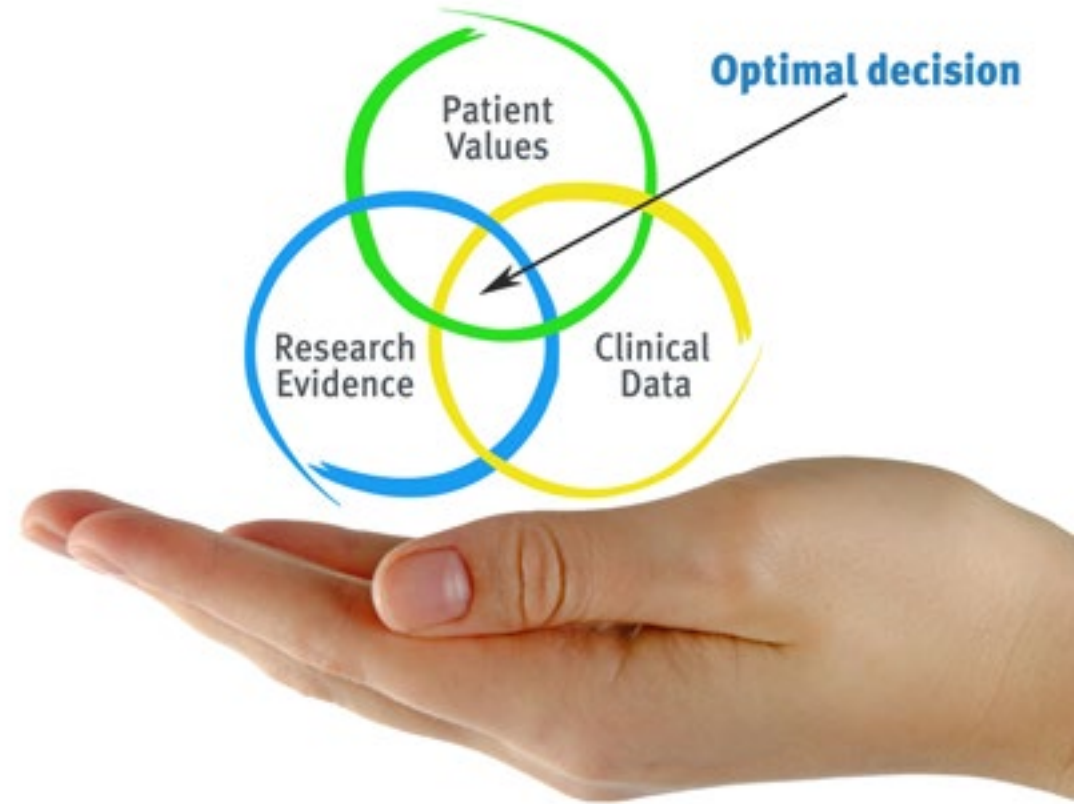 Optimal decision
Patient
Values
Research
Evidence
Clinical
Data